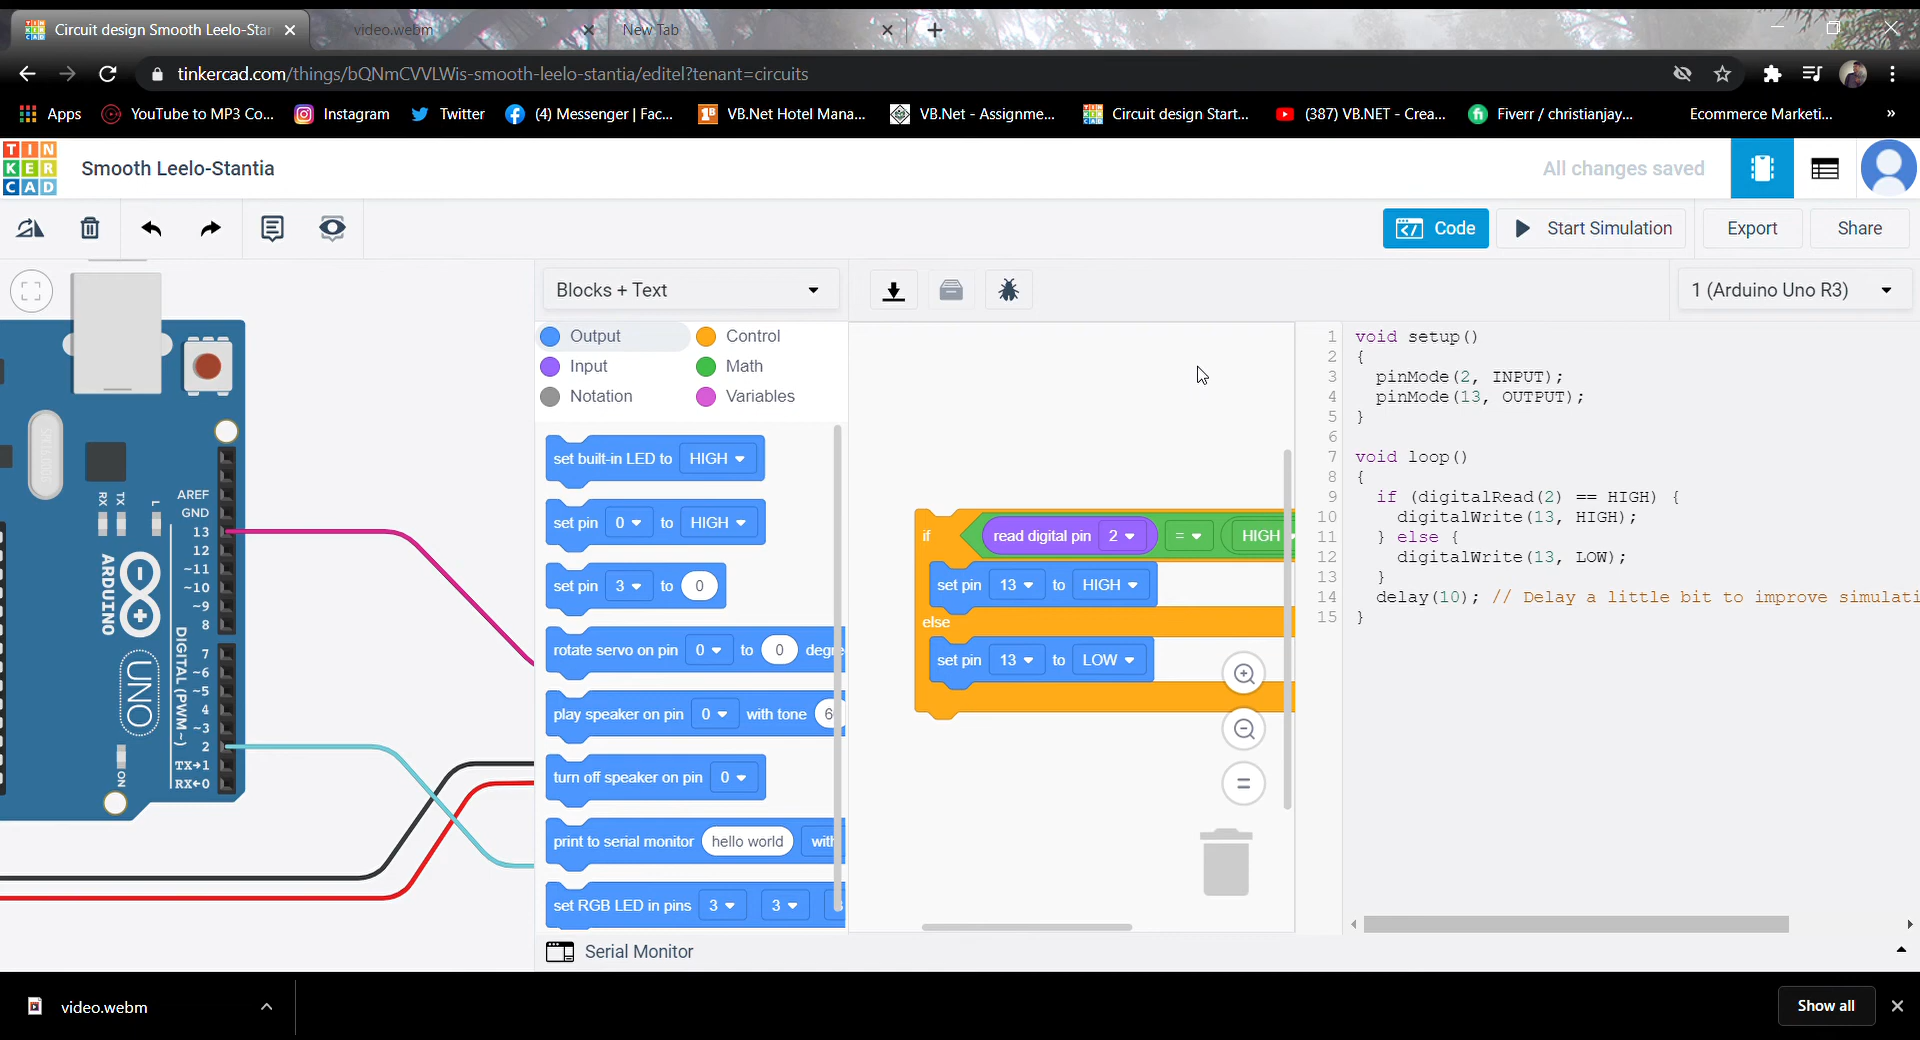 Circuit design Smooth Leelo-Sta
video.webm
New Tab
tinkercad.com/things/bQNmCVVLWis-smooth-leelo-stantia/editel?tenant=circuits
Apps
YouTube to MP3 Co...
Instagram
Twitter
(4) Messenger | Fac...
VB.Net Hotel Mana...
VB.Net - Assignme...
Circuit design Start...
(387) VB.NET - Crea...
Fiverr / christianjay...
Ecommerce Marketi...
»
TINKERCAD
Smooth Leelo-Stantia
All changes saved
Code
Start Simulation
Export
Share
Blocks + Text
1 (Arduino Uno R3)
Output
Control
Input
Math
Notation
Variables
set built-in LED to HIGH
set pin 0 to HIGH
set pin 3 to 0
rotate servo on pin 0 to 0 degre
play speaker on pin 0 with tone 6
turn off speaker on pin 0
print to serial monitor hello world with
set RGB LED in pins 3 3
if read digital pin 2 = HIGH
set pin 13 to HIGH
else
set pin 13 to LOW
1 void setup()
2 {
3 pinMode(2, INPUT);
4 pinMode(13, OUTPUT);
5 }
6
7 void loop()
8 {
9 if (digitalRead(2) == HIGH) {
10 digitalWrite(13, HIGH);
11 } else {
12 digitalWrite(13, LOW);
13 }
14 delay(10); // Delay a little bit to improve simulati
15 }
AREF
GND
13
12
~11
~10
~9
8
7
~6
~5
4
~3
2
TX→1
RX←0
RX
TX
L
ARDUINO
UNO
DIGITAL (PWM~)
ON
Serial Monitor
video.webm
Show all